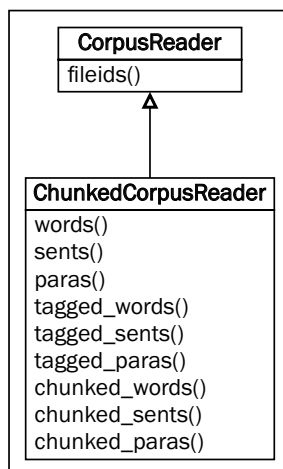 CorpusReader
fileids()
ChunkedCorpusReader
words()
sents()
paras()
tagged_words()
tagged_sents()
tagged_paras()
chunked_words()
chunked_sents()
chunked_paras()